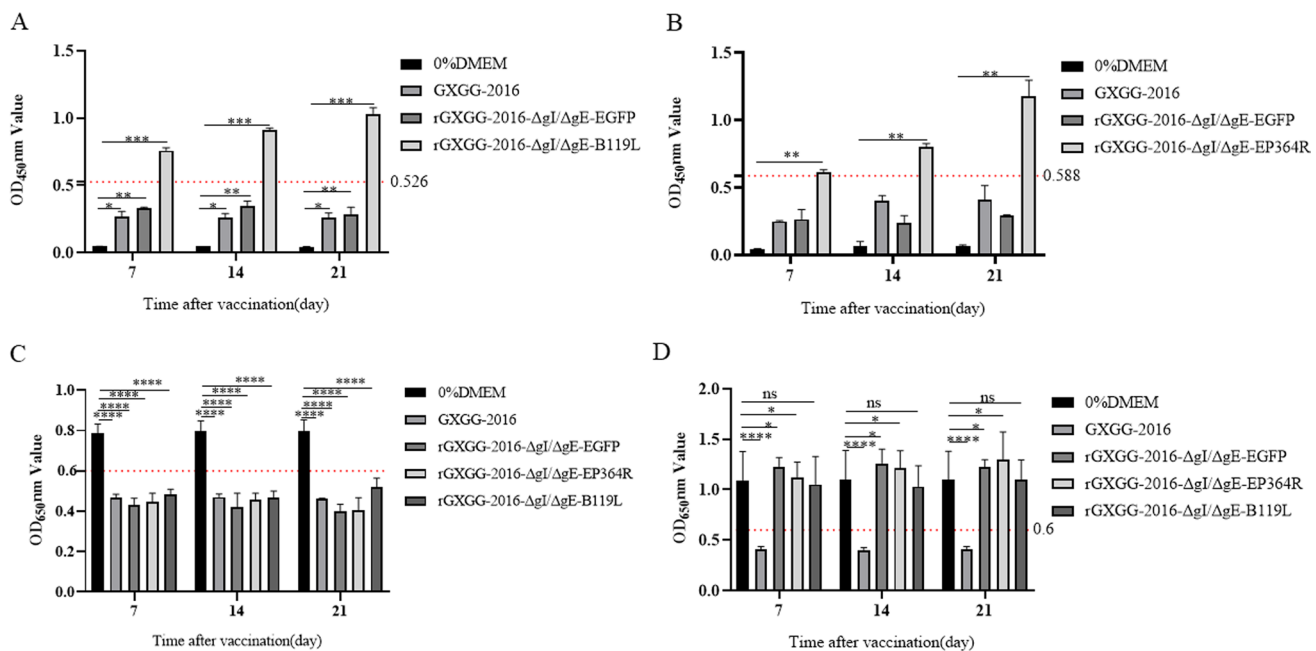 A
OD450nm Value
1.5
1.0
0.5
0.0
***
***
***
**
*
**
*
**
*
0.526
7
14
21
Time after vaccination(day)
0%DMEM
GXGG-2016
rGXGG-2016-ΔgI/ΔgE-EGFP
rGXGG-2016-ΔgI/ΔgE-B119L
B
OD450nm Value
1.5
1.0
0.5
0.0
**
**
**
0.588
7
14
21
Time after vaccination(day)
0%DMEM
GXGG-2016
rGXGG-2016-ΔgI/ΔgE-EGFP
rGXGG-2016-ΔgI/ΔgE-EP364R
C
OD650nm Value
1.0
0.8
0.6
0.4
0.2
0.0
****
****
****
****
****
****
****
****
****
****
****
****
7
14
21
Time after vaccination(day)
0%DMEM
GXGG-2016
rGXGG-2016-ΔgI/ΔgE-EGFP
rGXGG-2016-ΔgI/ΔgE-EP364R
rGXGG-2016-ΔgI/ΔgE-B119L
D
OD650nm Value
2.0
1.5
1.0
0.5
0.0
ns
*
*
****
ns
*
*
****
ns
*
*
****
0.6
7
14
21
Time after vaccination(day)
0%DMEM
GXGG-2016
rGXGG-2016-ΔgI/ΔgE-EGFP
rGXGG-2016-ΔgI/ΔgE-EP364R
rGXGG-2016-ΔgI/ΔgE-B119L